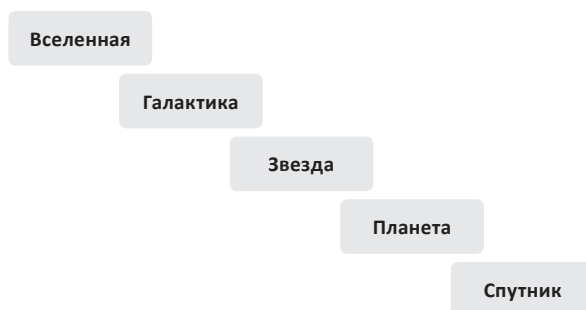 Вселенная
Галактика
Звезда
Планета
Спутник